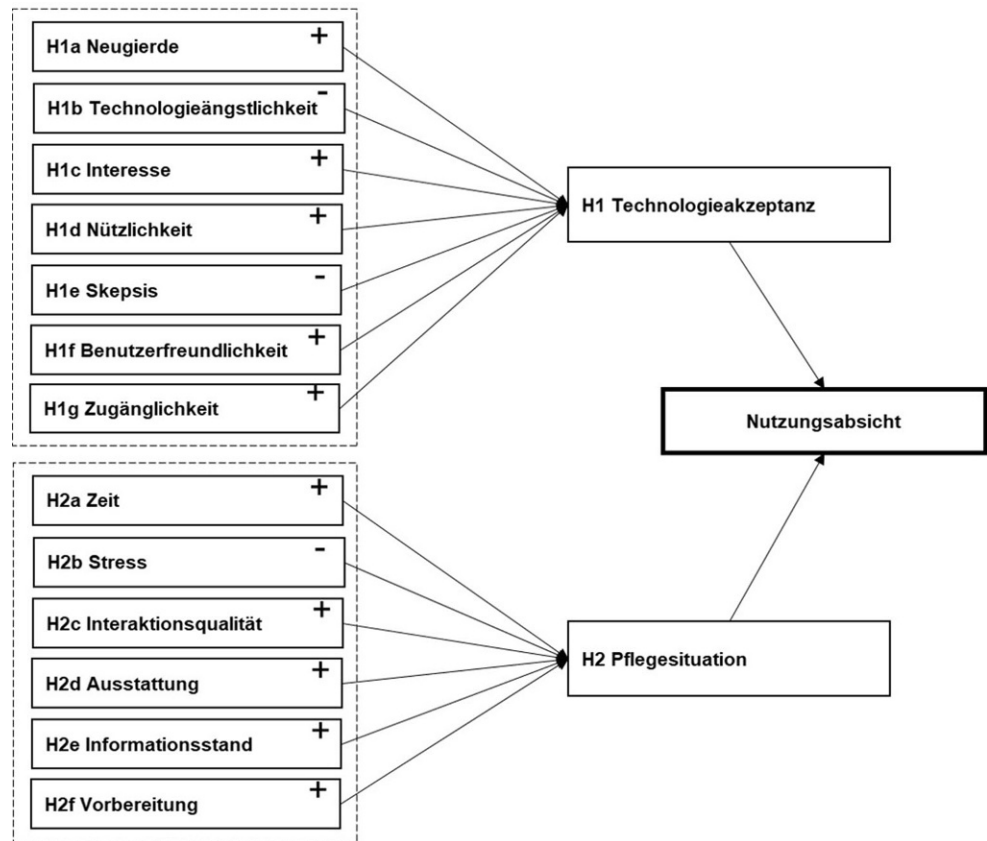 H1a Neugierde +
H1b Technologieängstlichkeit -
H1c Interesse +
H1d Nützlichkeit +
H1e Skepsis -
H1f Benutzerfreundlichkeit +
H1g Zugänglichkeit +
H1 Technologieakzeptanz
Nutzungsabsicht
H2a Zeit +
H2b Stress -
H2c Interaktionsqualität +
H2d Ausstattung +
H2e Informationsstand +
H2f Vorbereitung +
H2 Pflegesituation